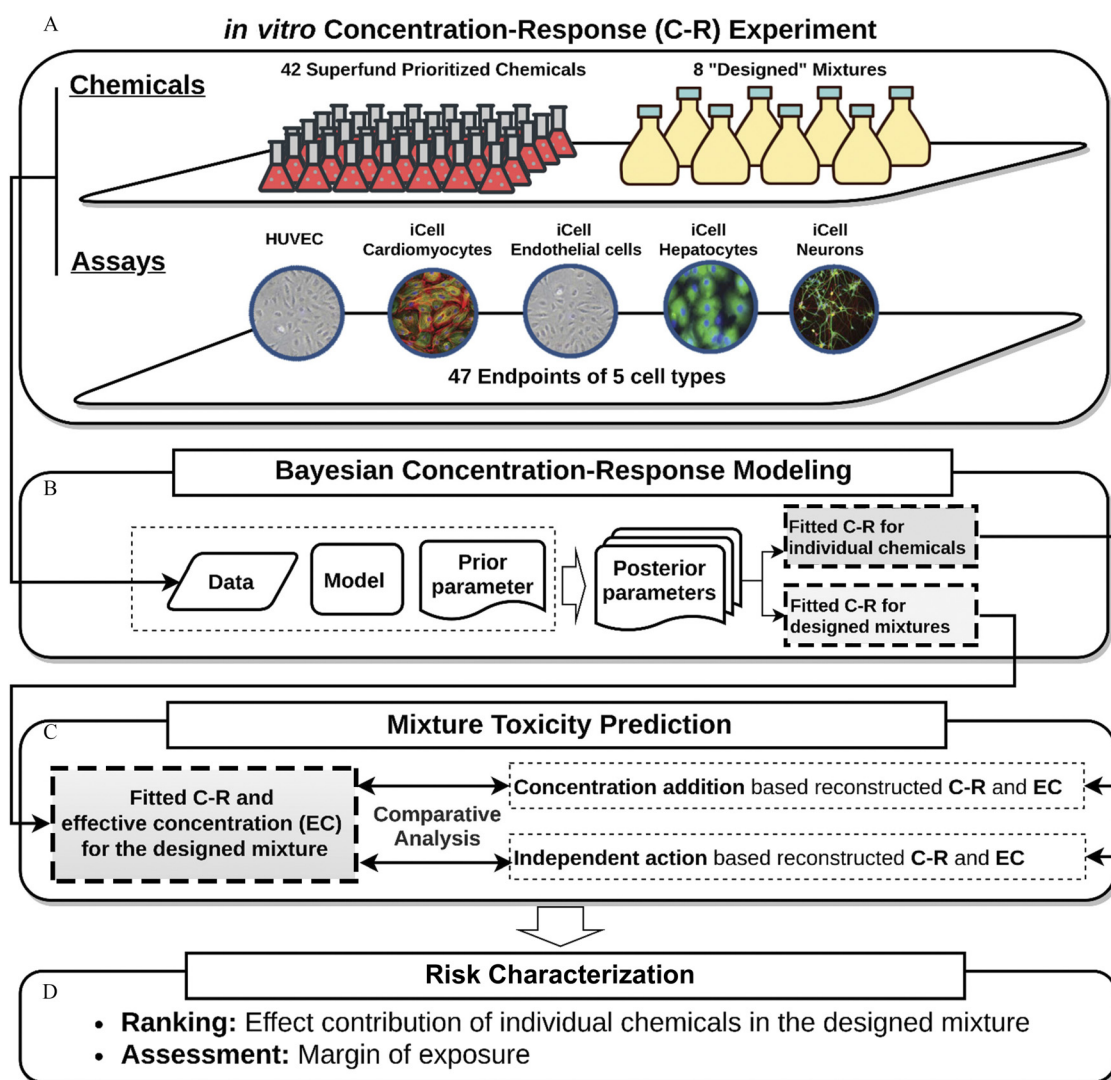 A
in vitro Concentration-Response (C-R) Experiment
Chemicals
42 Superfund Prioritized Chemicals
8 "Designed" Mixtures
Assays
HUVEC
iCell
Cardiomyocytes
iCell
Endothelial cells
iCell
Hepatocytes
iCell
Neurons
47 Endpoints of 5 cell types
B
Bayesian Concentration-Response Modeling
Data
Model
Prior
parameter
Posterior
parameters
Fitted C-R for
individual chemicals
Fitted C-R for
designed mixtures
C
Mixture Toxicity Prediction
Fitted C-R and
effective concentration (EC)
for the designed mixture
Comparative
Analysis
Concentration addition based reconstructed C-R and EC
Independent action based reconstructed C-R and EC
D
Risk Characterization
• Ranking: Effect contribution of individual chemicals in the designed mixture
• Assessment: Margin of exposure